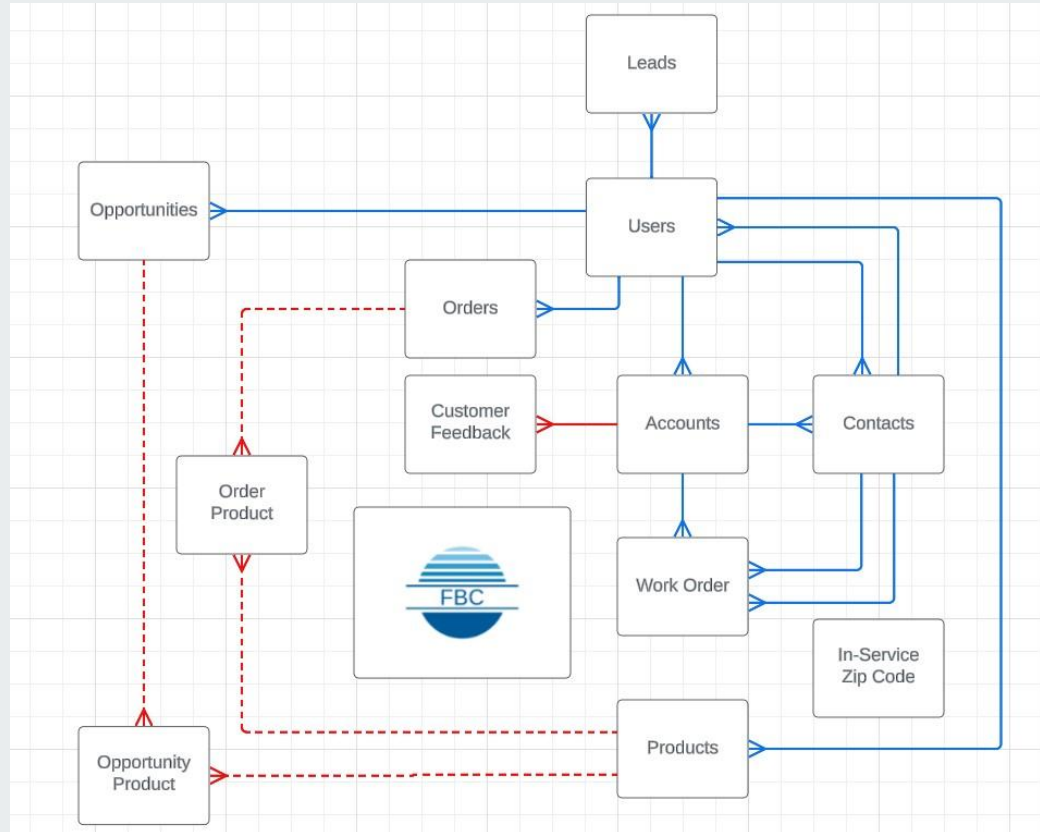 Leads
Opportunities
Users
Orders
Customer
Feedback
Accounts
Contacts
Order
Product
FBC
Work Order
In-Service
Zip Code
Products
Opportunity
Product